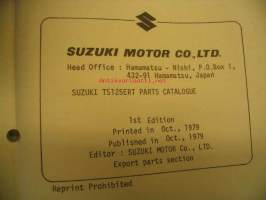 SUZUKI MOTOR CO., LTD.
Head Office : Hamamatsu - Nishi, P.O.Box 1,
432-91 Hamamatsu, Japan
SUZUKI TS125ERT PARTS CATALOGUE
1st Edition
Printed in Oct., 1979
Published in Oct., 1979
Editor : SUZUKI MOTOR Co., LTD.
Export parts section
Reprint Prohibited